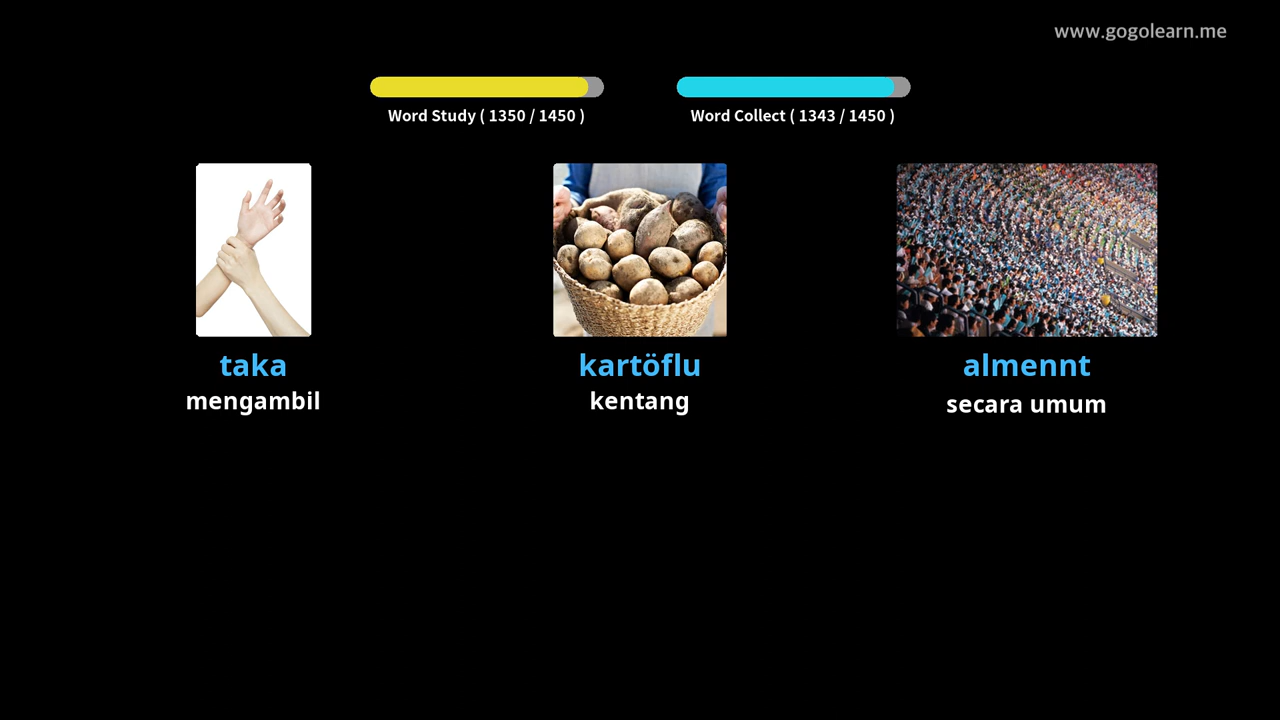 www.gogolearn.me
Word Study ( 1350 / 1450 )
Word Collect ( 1343 / 1450 )
taka
mengambil
kartöflu
kentang
almennt
secara umum